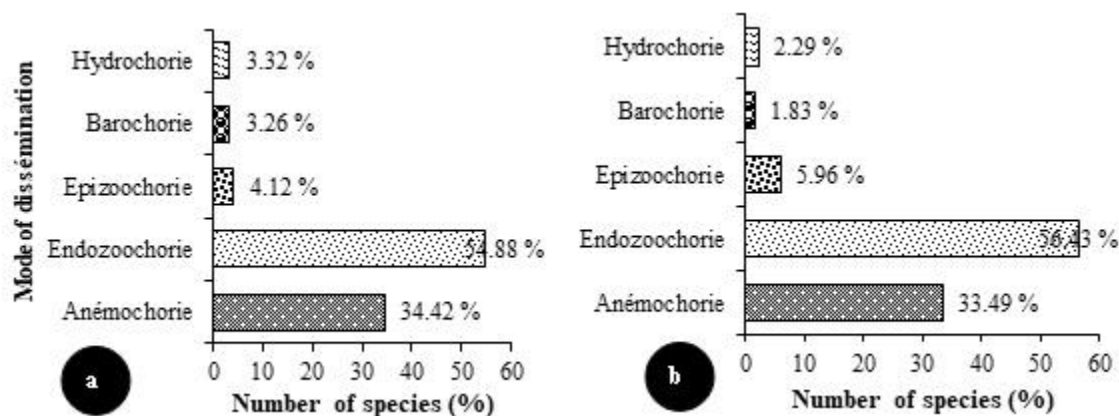 Mode of dissémination
Hydrochorie 3.32 %
Barochorie 3.26 %
Epizoochorie 4.12 %
Endozoochorie 54.88 %
Anémochorie 34.42 %
0 10 20 30 40 50 60
Number of species (%)
a
Hydrochorie 2.29 %
Barochorie 1.83 %
Epizoochorie 5.96 %
Endozoochorie 56.43 %
Anémochorie 33.49 %
0 10 20 30 40 50 60
Number of species (%)
b